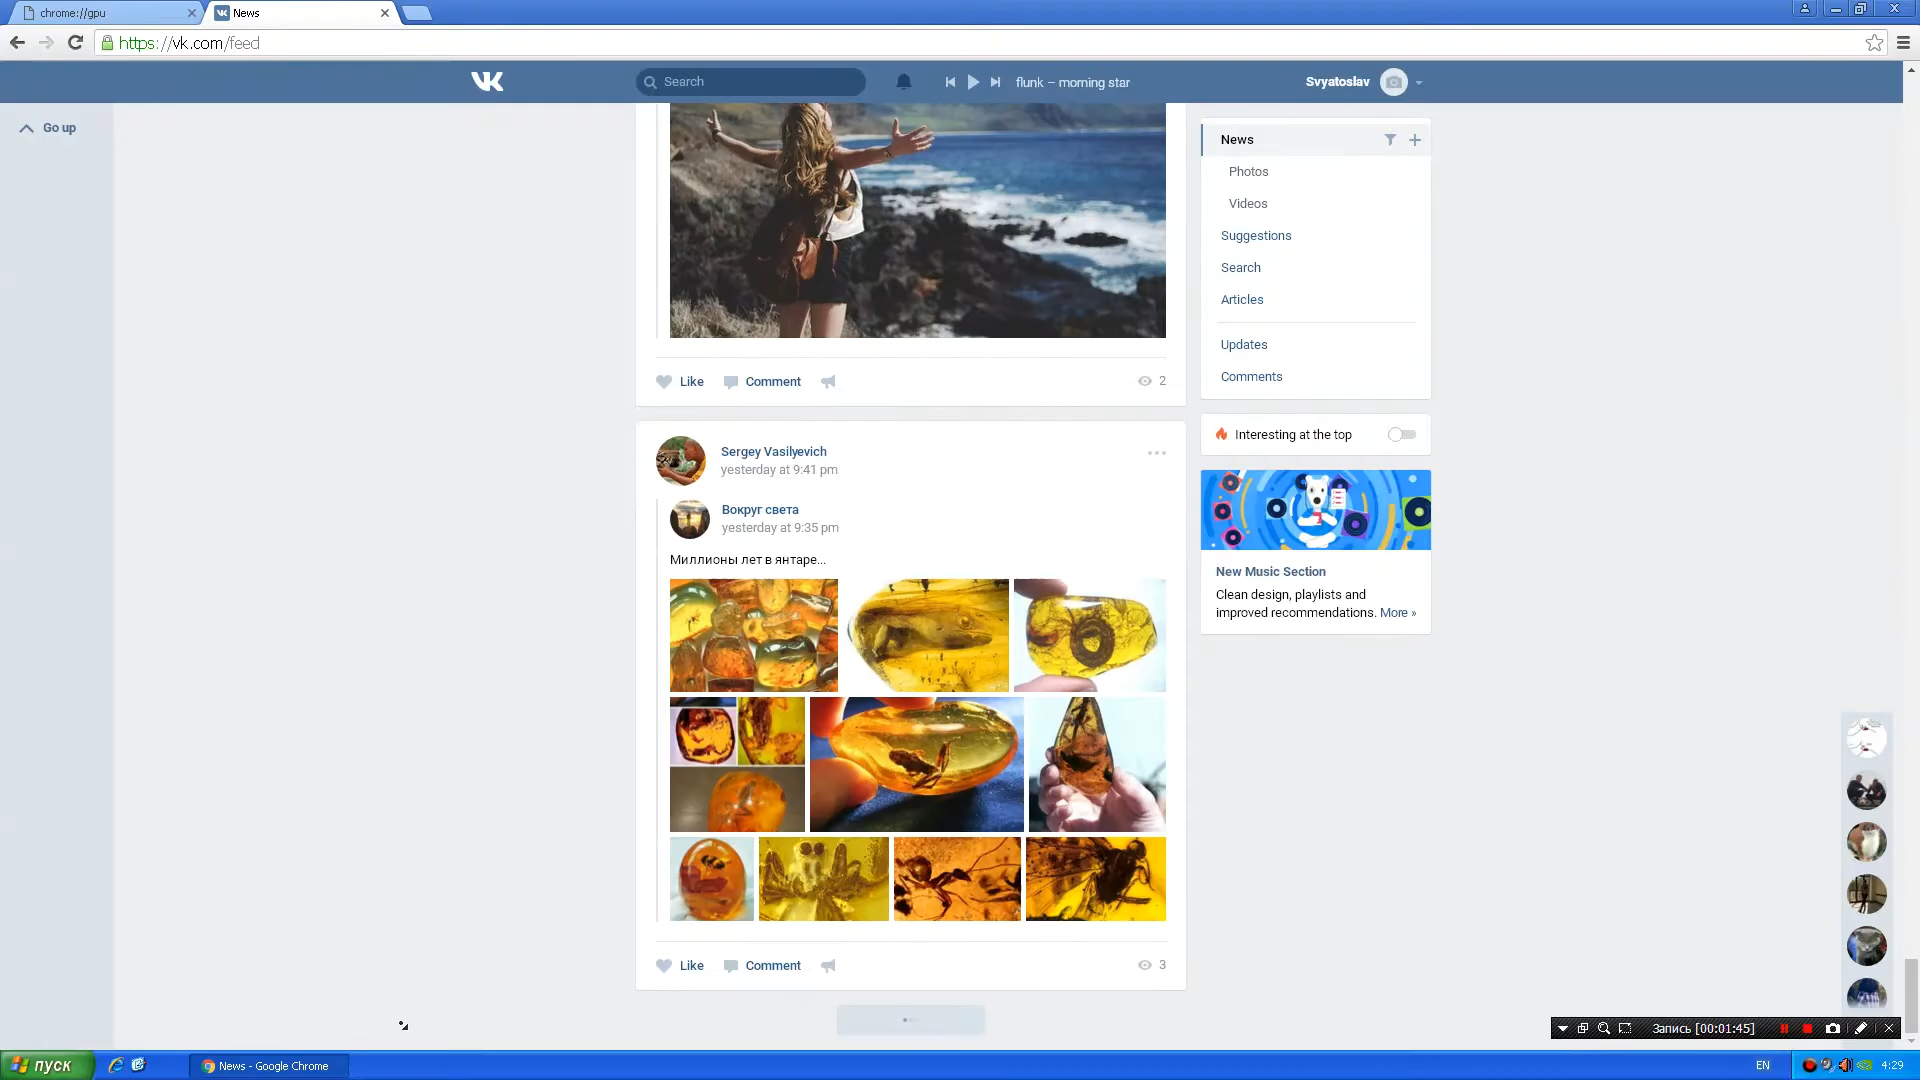 chrome://gpu
News
https://vk.com/feed
Search
flunk – morning star
Svyatoslav
Go up
News
Photos
Videos
Suggestions
Search
Articles
Updates
Comments
Like
Comment
2
Interesting at the top
Sergey Vasilyevich
yesterday at 9:41 pm
Вокруг света
yesterday at 9:35 pm
Миллионы лет в янтаре...
New Music Section
Clean design, playlists and
improved recommendations. More »
Like
Comment
3
Запись [00:01:45]
пуск
News - Google Chrome
EN
4:29